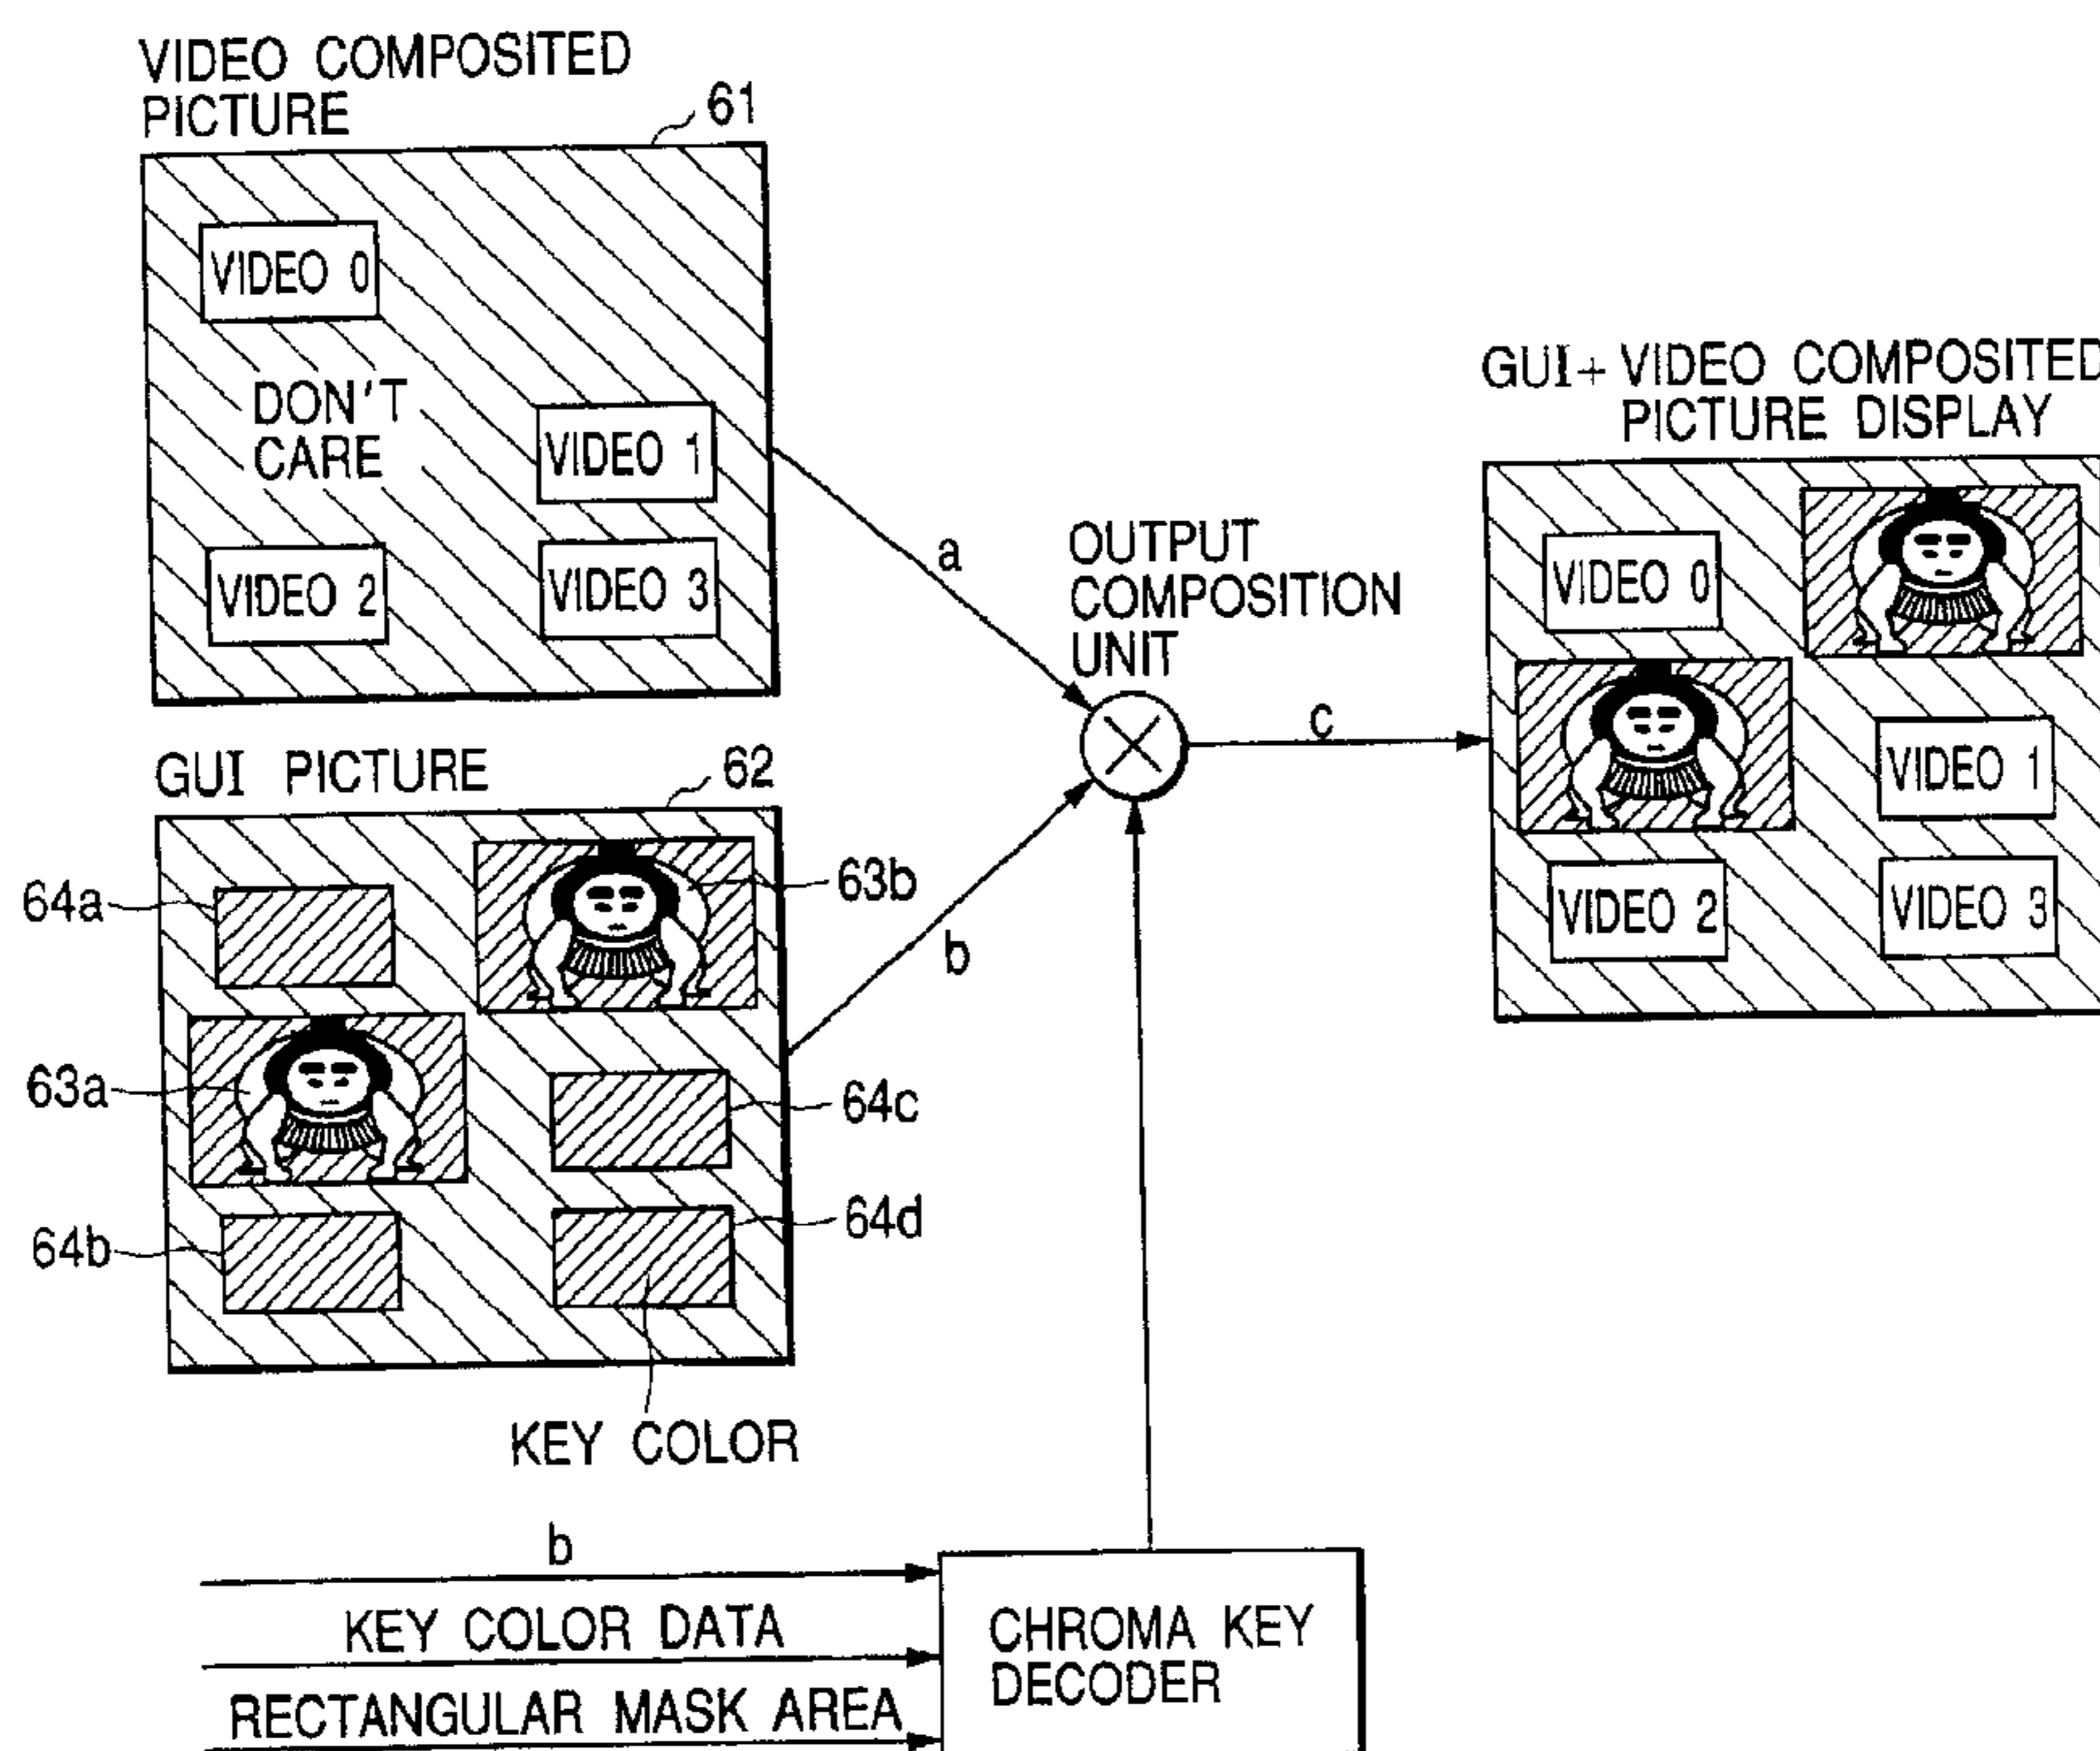 VIDEO COMPOSITED
PICTURE
61
VIDEO 0
DON'T
CARE
VIDEO 1
VIDEO 2
VIDEO 3
a
OUTPUT
COMPOSITION
UNIT
c
GUI+ VIDEO COMPOSITED
PICTURE DISPLAY
VIDEO 0
VIDEO 1
VIDEO 2
VIDEO 3
GUI PICTURE
62
64a
63b
b
63a
64c
64b
64d
KEY COLOR
b
KEY COLOR DATA
RECTANGULAR MASK AREA
CHROMA KEY
DECODER